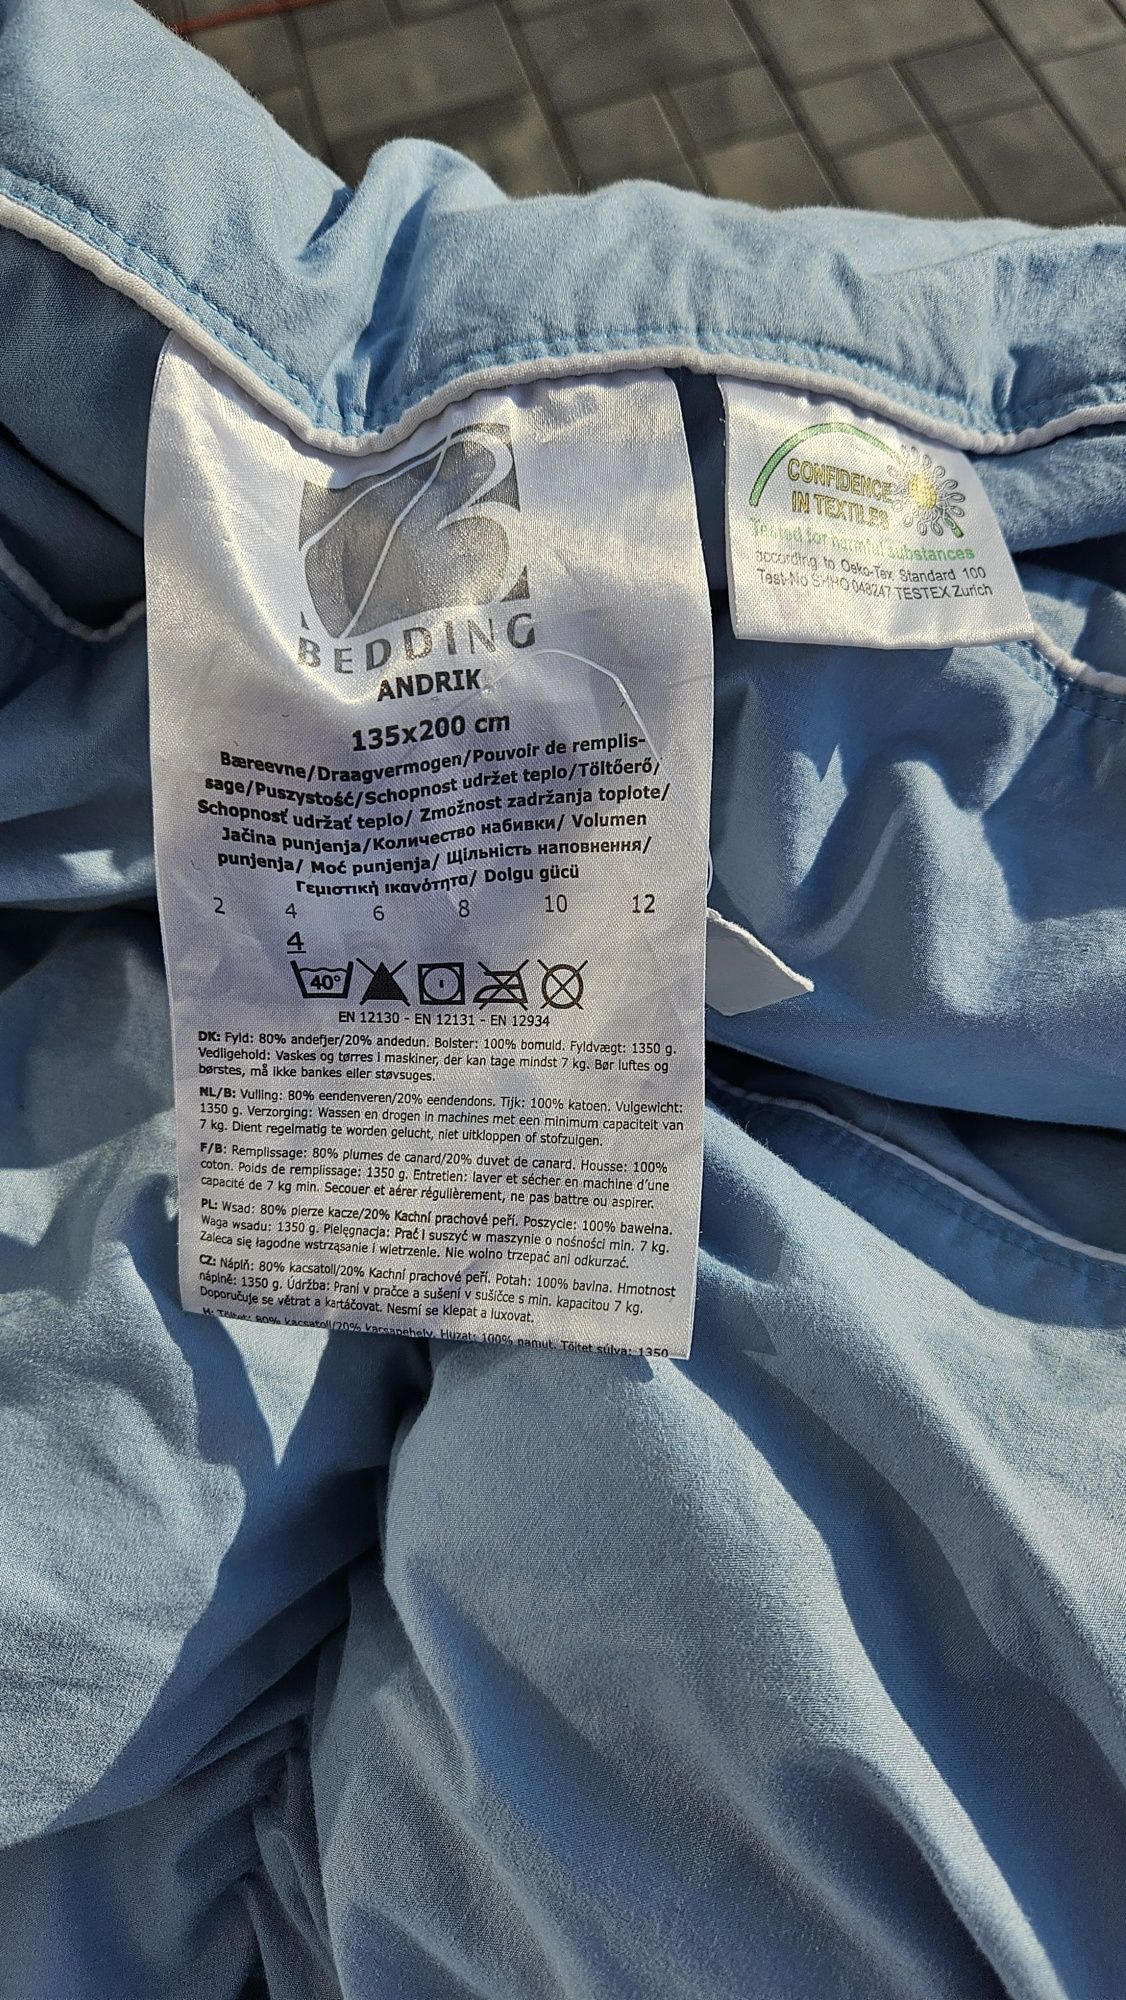 BEDDING
ANDRIK
135x200 cm
Bæreevne/Draagvermogen/Pouvoir de remplis-
sage/Puszystość/Schopnost udržet teplo/Töltőerő/
Schopnosť udržať teplo/ Zmožnost zadržanja toplote/
Jačina punjenja/Количество набивки/ Volumen
punjenja/ Moć punjenja/ Щільність наповнення/
Γεμιστική ικανότητα/ Dolgu gücü
2 4 6 8 10 12
4
40°
EN 12130 - EN 12131 - EN 12934
DK: Fyld: 80% andefjer/20% andedun. Bolster: 100% bomuld. Fyldvægt: 1350 g.
Vedligehold: Vaskes og tørres i maskiner, der kan tage mindst 7 kg. Bør luftes og
børstes, må ikke bankes eller støvsuges.
NL/B: Vulling: 80% eendenveren/20% eendendons. Tijk: 100% katoen. Vulgewicht:
1350 g. Verzorging: Wassen en drogen in machines met een minimum capaciteit van
7 kg. Dient regelmatig te worden gelucht, niet uitkloppen of stofzuigen.
F/B: Remplissage: 80% plumes de canard/20% duvet de canard. Housse: 100%
coton. Poids de remplissage: 1350 g. Entretien: laver et sécher en machine d'une
capacité de 7 kg min. Secouer et aérer régulièrement, ne pas battre ou aspirer.
PL: Wsad: 80% pierze kacze/20% Kachní prachové peří. Poszycie: 100% bawełna.
Waga wsadu: 1350 g. Pielęgnacja: Prać i suszyć w maszynie o nośności min. 7 kg.
Zaleca się łagodne wstrząsanie i wietrzenie. Nie wolno trzepać ani odkurzać.
CZ: Náplň: 80% kacsatoll/20% Kachní prachové peří. Potah: 100% bavlna. Hmotnost
náplně: 1350 g. Údržba: Praní v pračce a sušení v sušičce s min. kapacitou 7 kg.
Doporučuje se větrat a kartáčovat. Nesmí se klepat a luxovat.
H: Töltet: 80% kacsatoll/20% kacsapehely. Huzat: 100% pamut. Töltet súlya: 1350
CONFIDENCE
IN TEXTILES
Tested for harmful substances
according to Oeko-Tex Standard 100
Test-No 048247 TESTEX Zurich